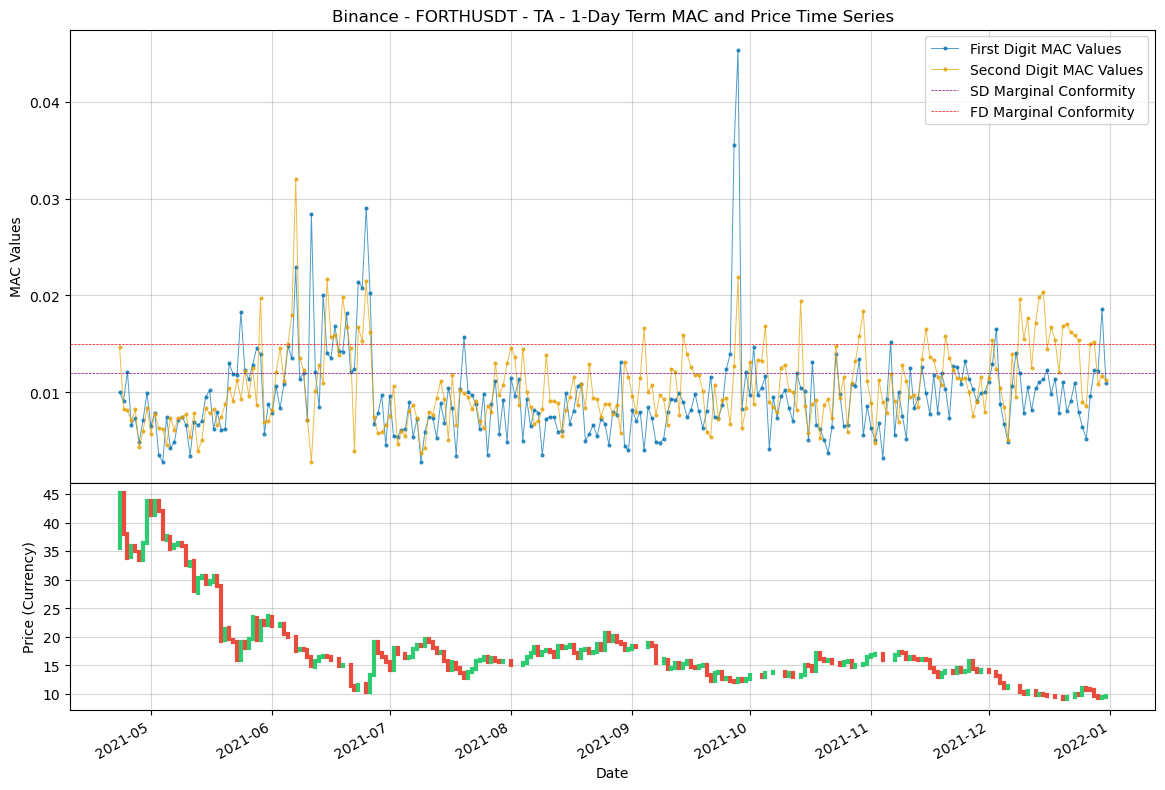 Binance - FORTHUSDT - TA - 1-Day Term MAC and Price Time Series
First Digit MAC Values
Second Digit MAC Values
SD Marginal Conformity
FD Marginal Conformity
MAC Values
0.04
0.03
0.02
0.01
Price (Currency)
45
40
35
30
25
20
15
10
2021-05
2021-06
2021-07
2021-08
2021-09
2021-10
2021-11
2021-12
2022-01
Date